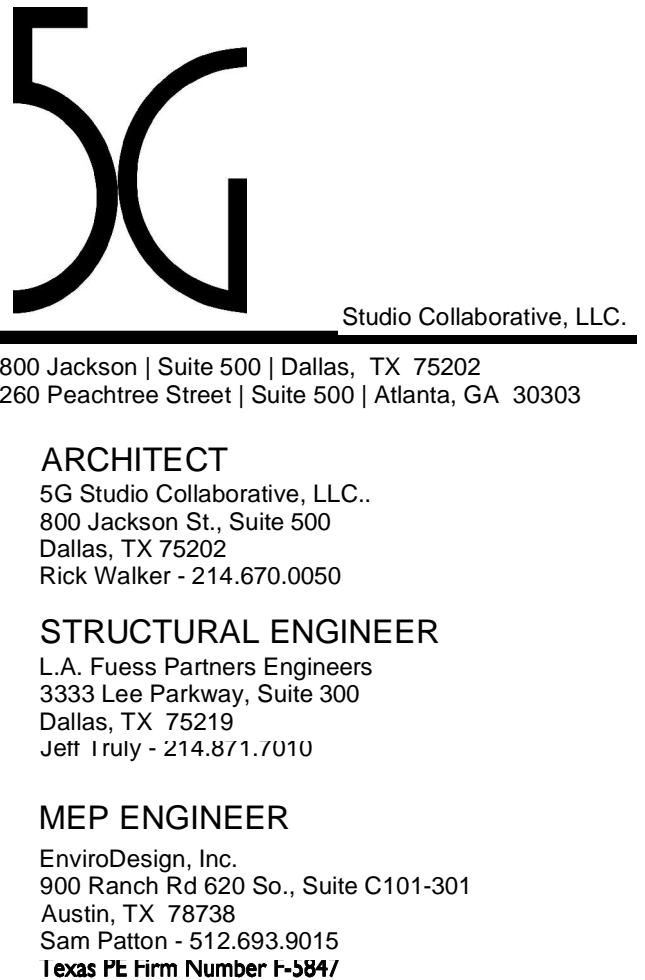 5G
Studio Collaborative, LLC.
800 Jackson | Suite 500 | Dallas, TX 75202
260 Peachtree Street | Suite 500 | Atlanta, GA 30303
ARCHITECT
5G Studio Collaborative, LLC..
800 Jackson St., Suite 500
Dallas, TX 75202
Rick Walker - 214.670.0050
STRUCTURAL ENGINEER
L.A. Fuess Partners Engineers
3333 Lee Parkway, Suite 300
Dallas, TX 75219
Jeff Truly - 214.871.7010
MEP ENGINEER
EnviroDesign, Inc.
900 Ranch Rd 620 So., Suite C101-301
Austin, TX 78738
Sam Patton - 512.693.9015
Texas PE Firm Number F-5847